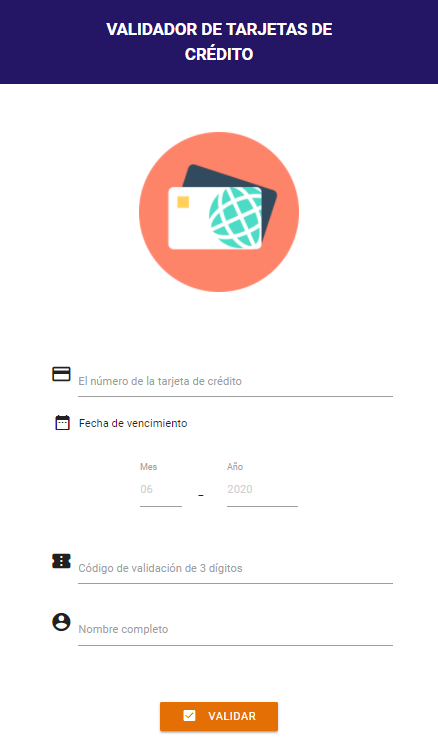 VALIDADOR DE TARJETAS DE
CRÉDITO
El número de la tarjeta de crédito
Fecha de vencimiento
Mes Año
06 - 2020
Código de validación de 3 dígitos
Nombre completo
VALIDAR